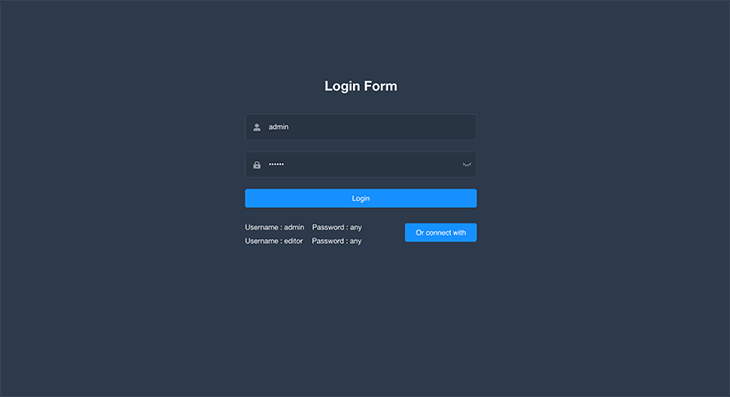 Login Form
admin
••••••
Login
Username : admin Password : any
Username : editor Password : any
Or connect with